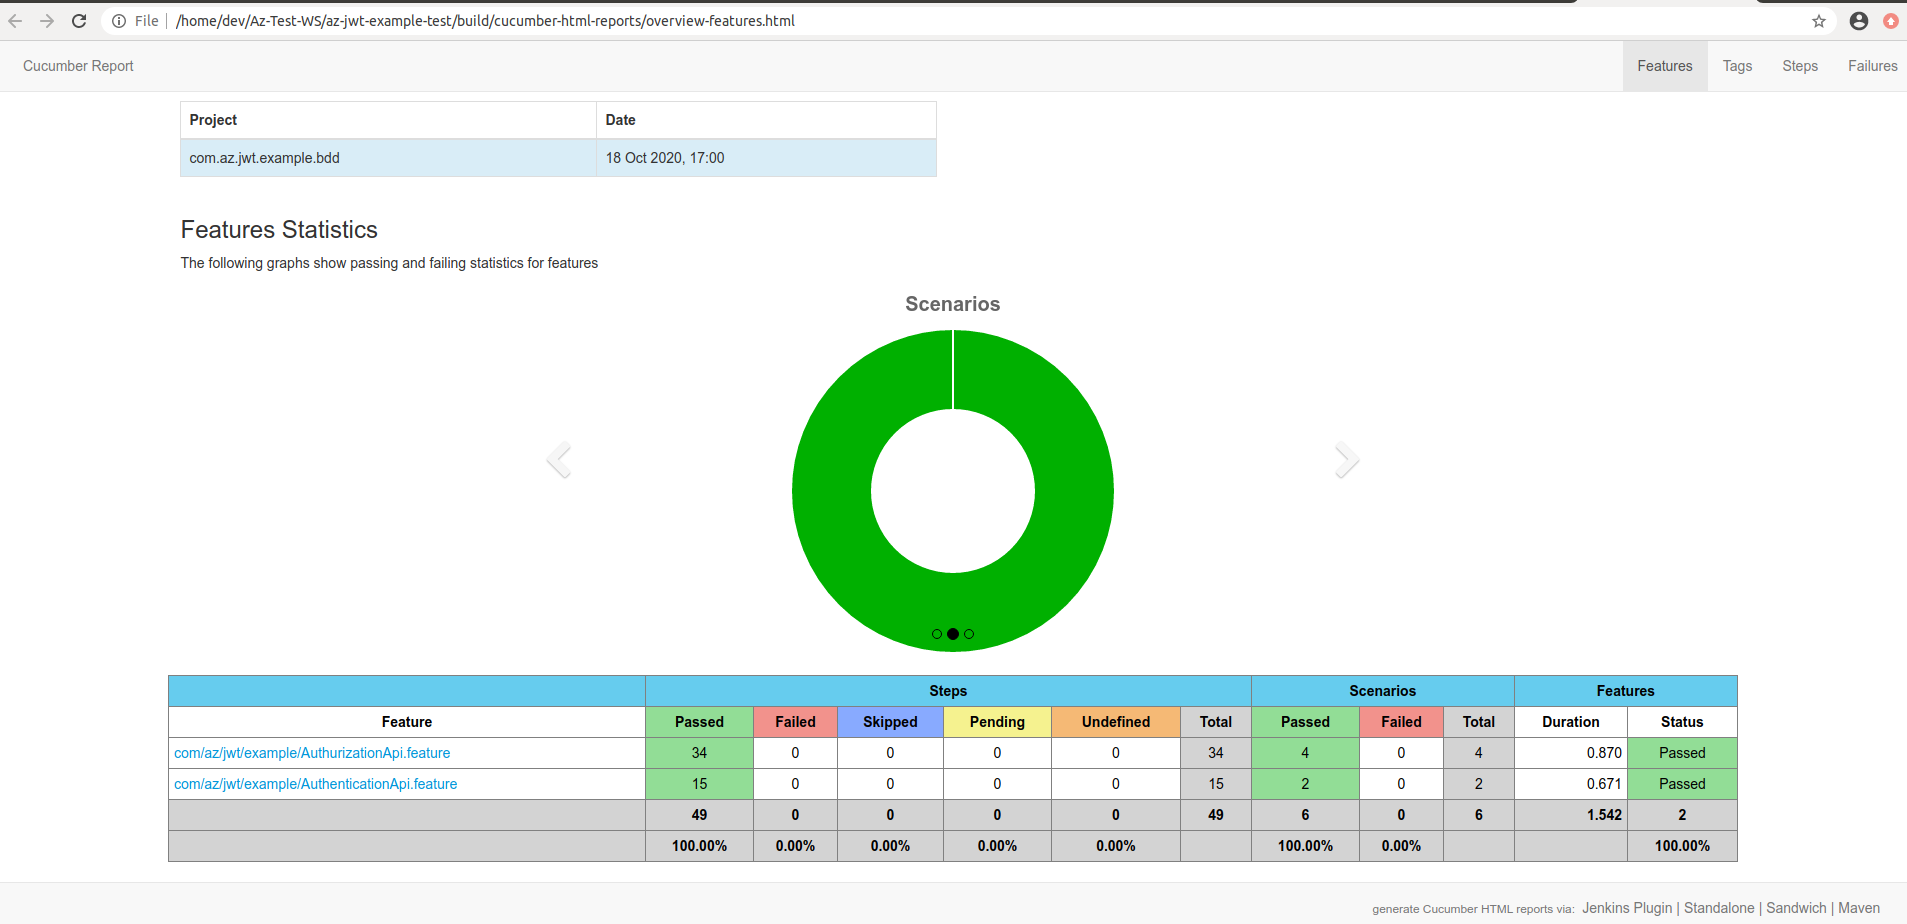 File | /home/dev/Az-Test-WS/az-jwt-example-test/build/cucumber-html-reports/overview-features.html
Cucumber Report Features Tags Steps Failures
Project Date
com.az.jwt.example.bdd 18 Oct 2020, 17:00
Features Statistics
The following graphs show passing and failing statistics for features
Scenarios
Steps Scenarios Features
Feature Passed Failed Skipped Pending Undefined Total Passed Failed Total Duration Status
com/az/jwt/example/AuthurizationApi.feature 34 0 0 0 0 34 4 0 4 0.870 Passed
com/az/jwt/example/AuthenticationApi.feature 15 0 0 0 0 15 2 0 2 0.671 Passed
49 0 0 0 0 49 6 0 6 1.542 2
100.00% 0.00% 0.00% 0.00% 0.00% 100.00% 0.00% 100.00%
generate Cucumber HTML reports via: Jenkins Plugin | Standalone | Sandwich | Maven